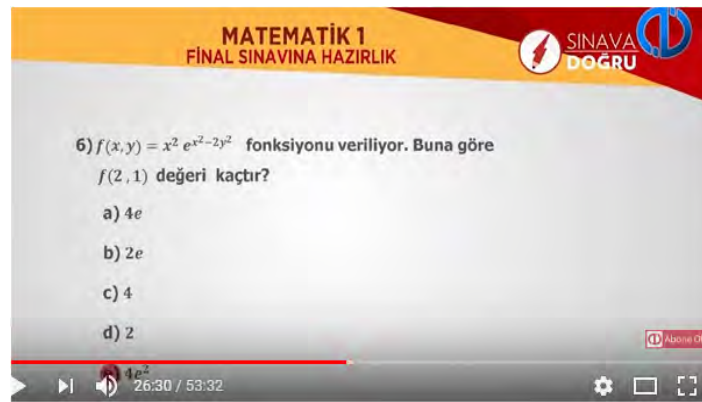 MATEMATİK 1
FİNAL SINAVINA HAZIRLIK
SINAVA
DOĞRU
6) f(x,y) = x² e^{x²-2y²} fonksiyonu veriliyor. Buna göre
f(2,1) değeri kaçtır?
a) 4e
b) 2e
c) 4
d) 2
Abone Ol
e) 4e²
26:30 / 53:32